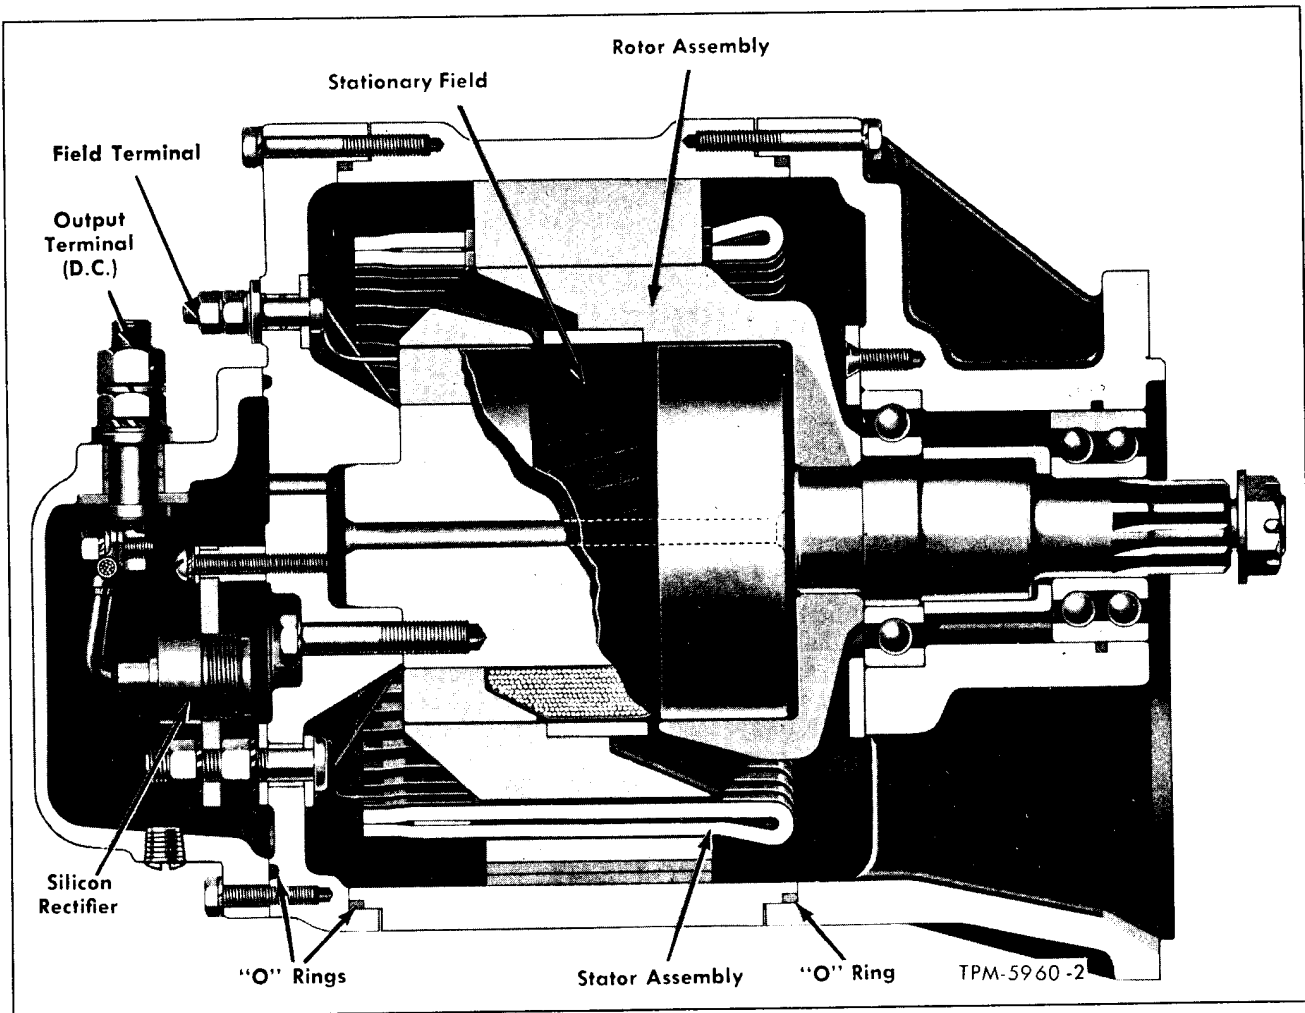 Rotor Assembly
Stationary Field
Field Terminal
Output
Terminal
(D.C.)
Silicon
Rectifier
“O” Rings
Stator Assembly
“O” Ring
TPM-5960-2